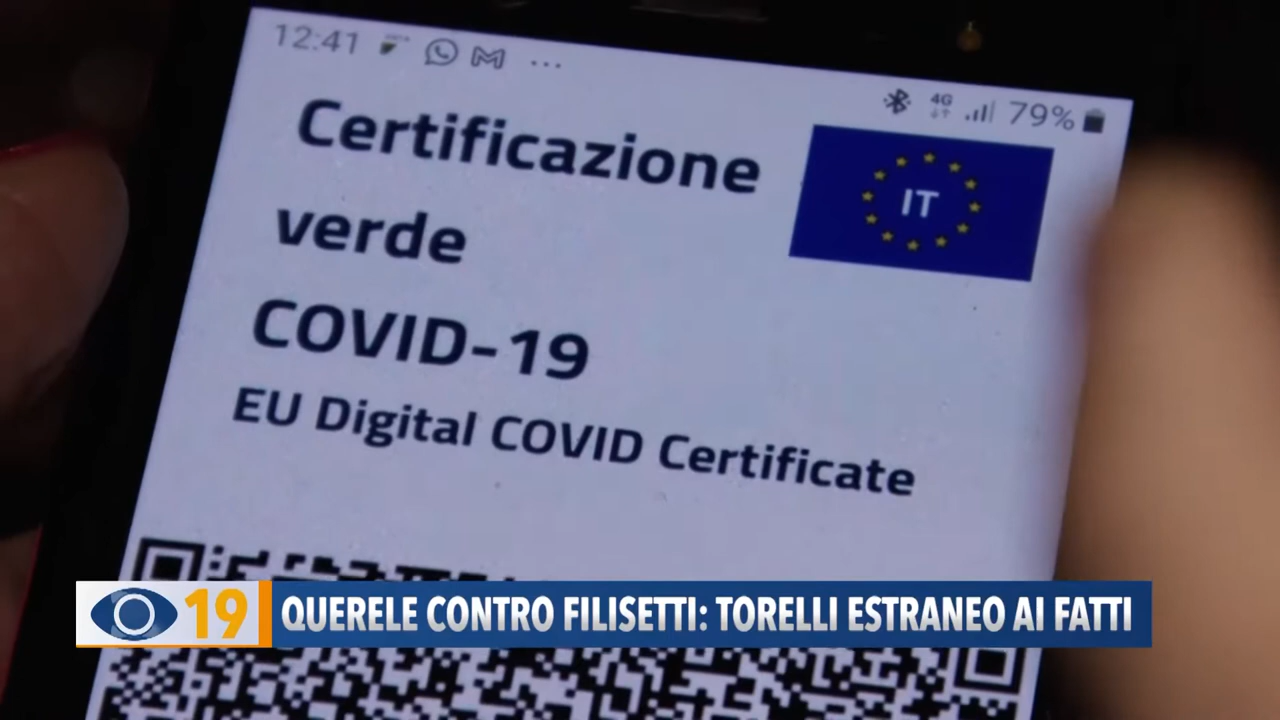 12:41
4G
79%
Certificazione
verde
COVID-19
IT
EU Digital COVID Certificate
19
QUERELE CONTRO FILISETTI: TORELLI ESTRANEO AI FATTI